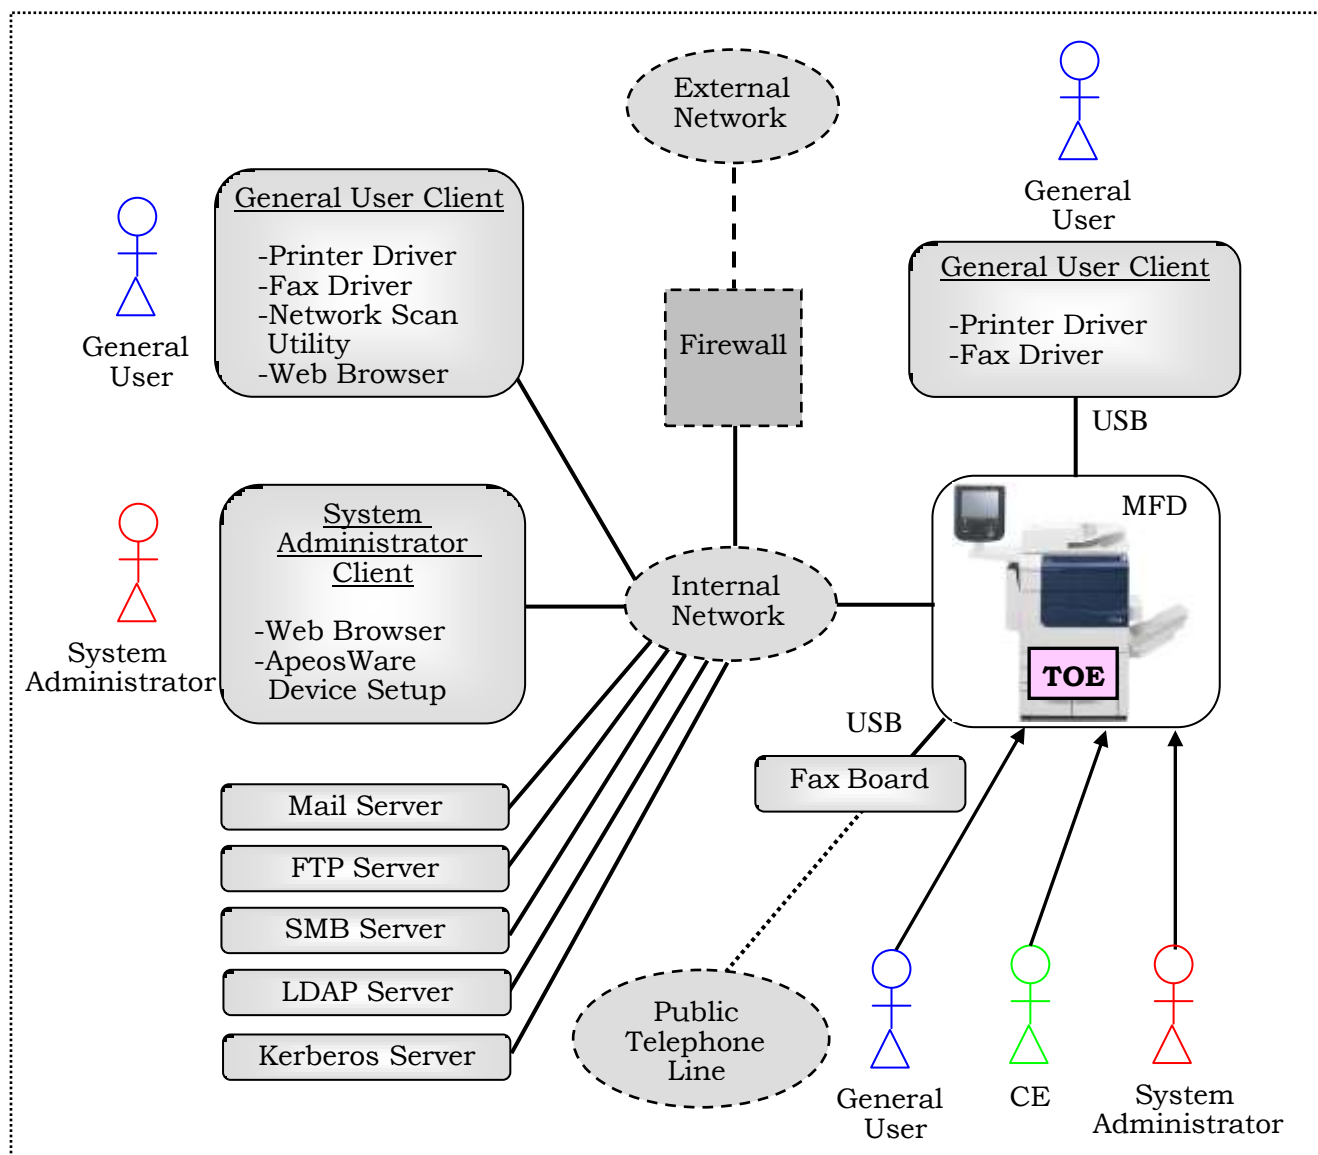 External
Network
General
User
General User Client
-Printer Driver
-Fax Driver
-Network Scan
Utility
-Web Browser
General
User
Firewall
General User Client
-Printer Driver
-Fax Driver
USB
System
Administrator
Client
-Web Browser
-ApeosWare
Device Setup
System
Administrator
Internal
Network
MFD
TOE
USB
Fax Board
Mail Server
FTP Server
SMB Server
LDAP Server
Kerberos Server
Public
Telephone
Line
General
User
CE
System
Administrator